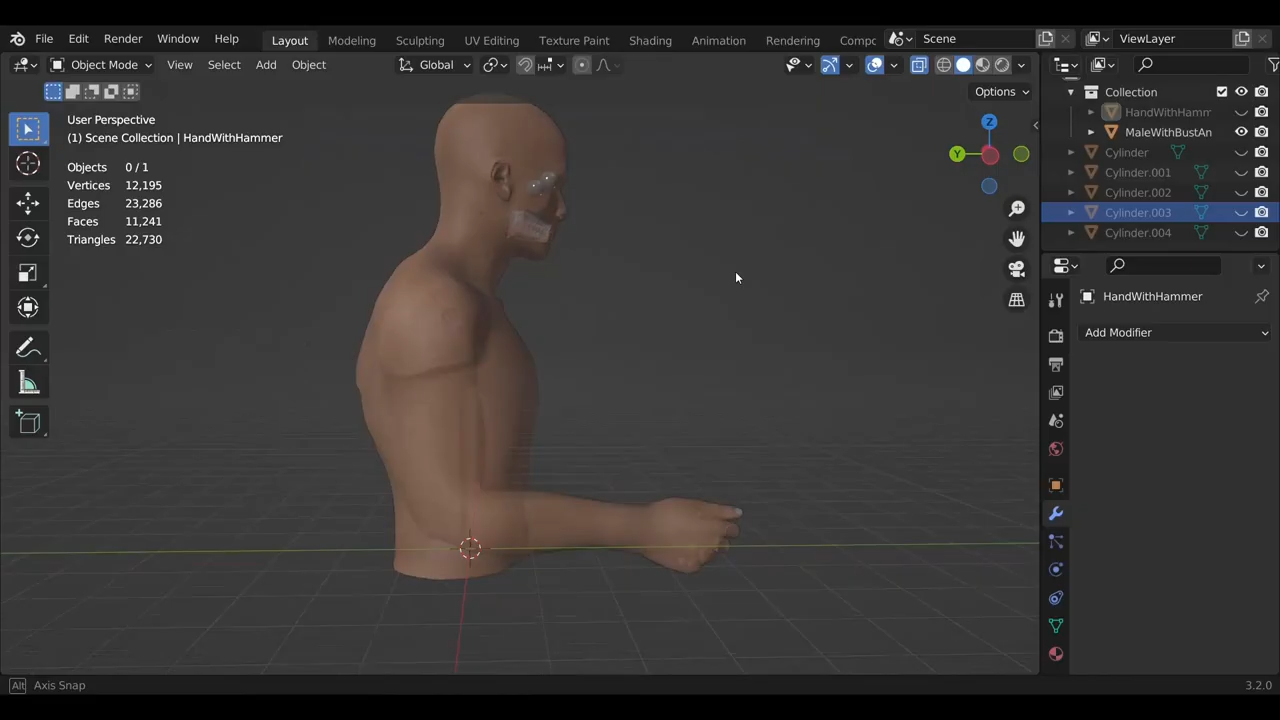 File Edit Render Window Help Layout Modeling Sculpting UV Editing Texture Paint Shading Animation Rendering Compc Scene ViewLayer
Object Mode View Select Add Object Global
Options
User Perspective
(1) Scene Collection | HandWithHammer
Objects 0 / 1
Vertices 12,195
Edges 23,286
Faces 11,241
Triangles 22,730
Z
Y
Collection
HandWithHamm
MaleWithBustAn
Cylinder
Cylinder.001
Cylinder.002
Cylinder.003
Cylinder.004
HandWithHammer
Add Modifier
Alt Axis Snap
3.2.0